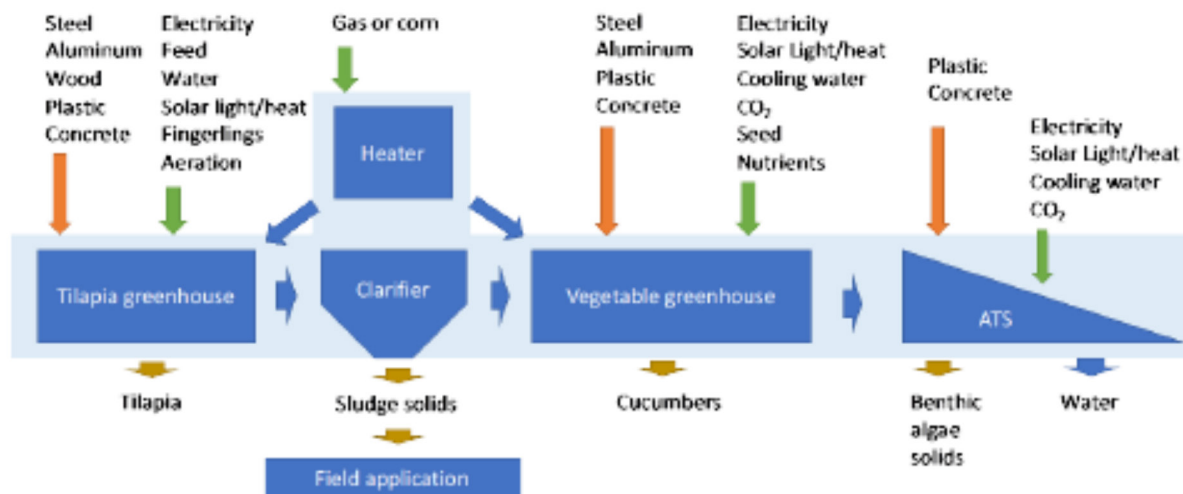 Steel
Aluminum
Wood
Plastic
Concrete
Electricity
Feed
Water
Solar light/heat
Fingerlings
Aeration
Gas or corn
Heater
Steel
Aluminum
Plastic
Concrete
Electricity
Solar Light/heat
Cooling water
CO₂
Seed
Nutrients
Plastic
Concrete
Electricity
Solar Light/heat
Cooling water
CO₂
Tilapia greenhouse
Clarifier
Vegetable greenhouse
ATS
Tilapia
Sludge solids
Cucumbers
Benthic
algae
solids
Water
Field application